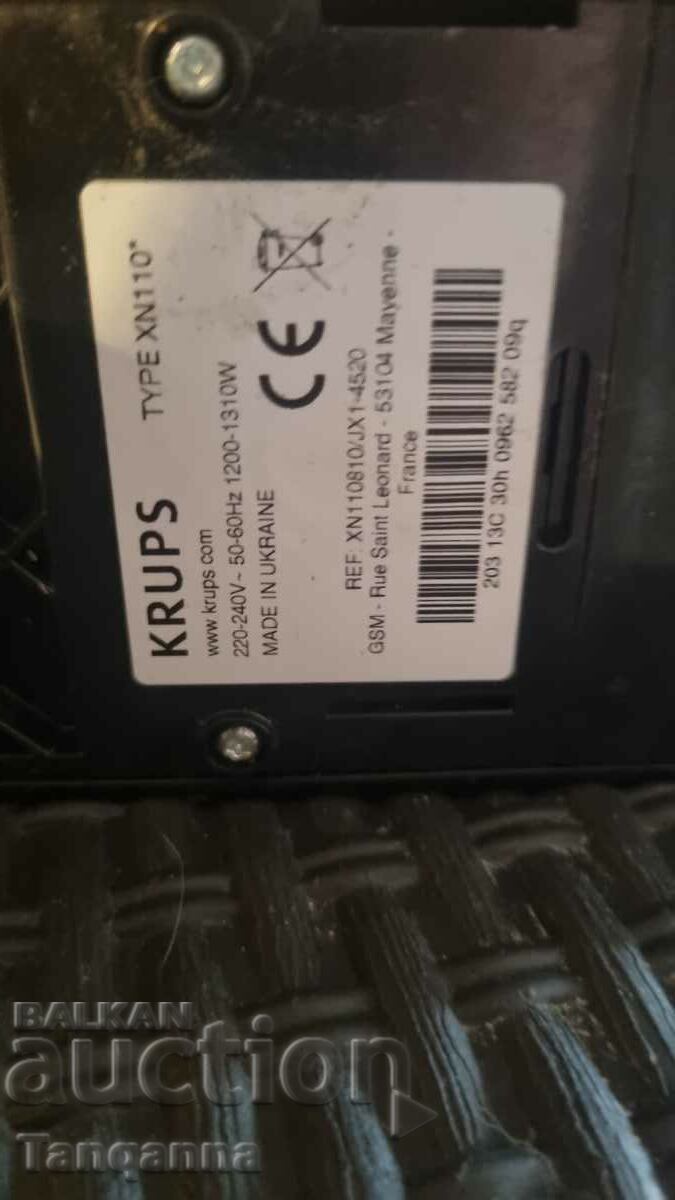 KRUPS TYPE XN110*
www.krups.com
220-240V~ 50-60Hz 1200-1310W
MADE IN UKRAINE
CE
REF: XN110810/JX1-4520
GSM - Rue Saint Leonard - 53104 Mayenne -
France
203 13C 30h 0962 582 09q
BALKAN
auction
Tanqanna